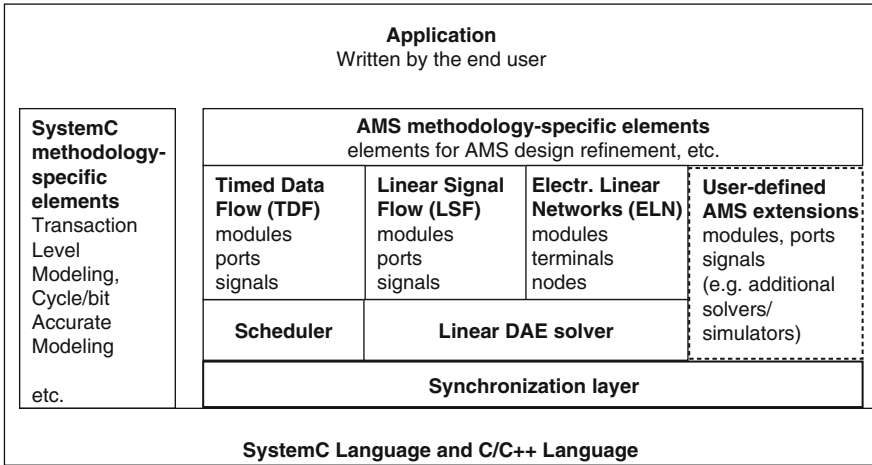 Application
Written by the end user
SystemC
methodology-
specific
elements
Transaction
Level
Modeling,
Cycle/bit
Accurate
Modeling
etc.
AMS methodology-specific elements
elements for AMS design refinement, etc.
Timed Data
Flow (TDF)
modules
ports
signals
Linear Signal
Flow (LSF)
modules
ports
signals
Electr. Linear
Networks (ELN)
modules
terminals
nodes
User-defined
AMS extensions
modules, ports
signals
(e.g. additional
solvers/
simulators)
Scheduler
Linear DAE solver
Synchronization layer
SystemC Language and C/C++ Language